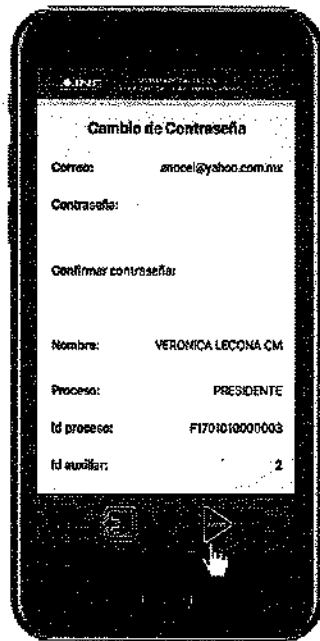 INE
Cambio de Contraseña
Correo: anocel@yahoo.com.mx
Contraseña:
Confirmar contraseña:
Nombre: VERONICA LECONA CM
Proceso: PRESIDENTE
Id proceso: F1701010000003
Id auxiliar: 2